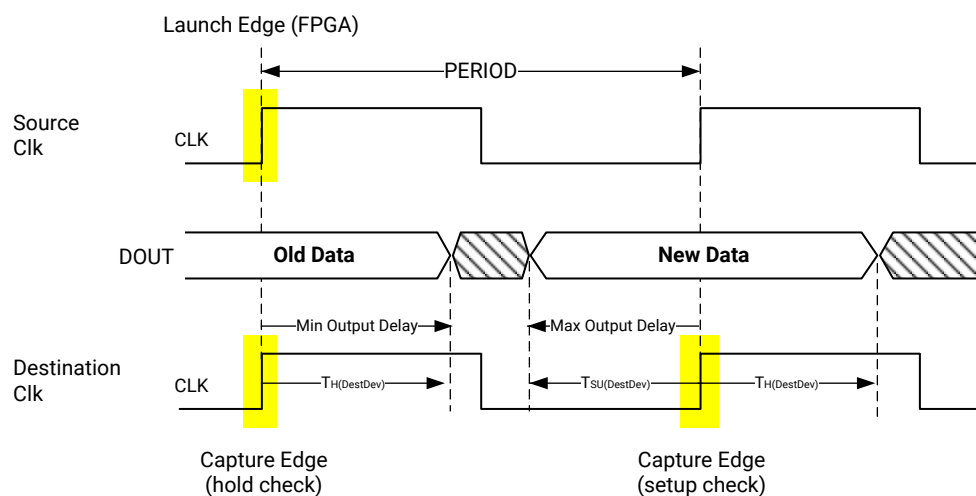 Launch Edge (FPGA)
PERIOD
Source
Clk
CLK
DOUT
Old Data
New Data
Min Output Delay
Max Output Delay
Destination
Clk
CLK
TH(DestDev)
TSU(DestDev)
TH(DestDev)
Capture Edge
(hold check)
Capture Edge
(setup check)